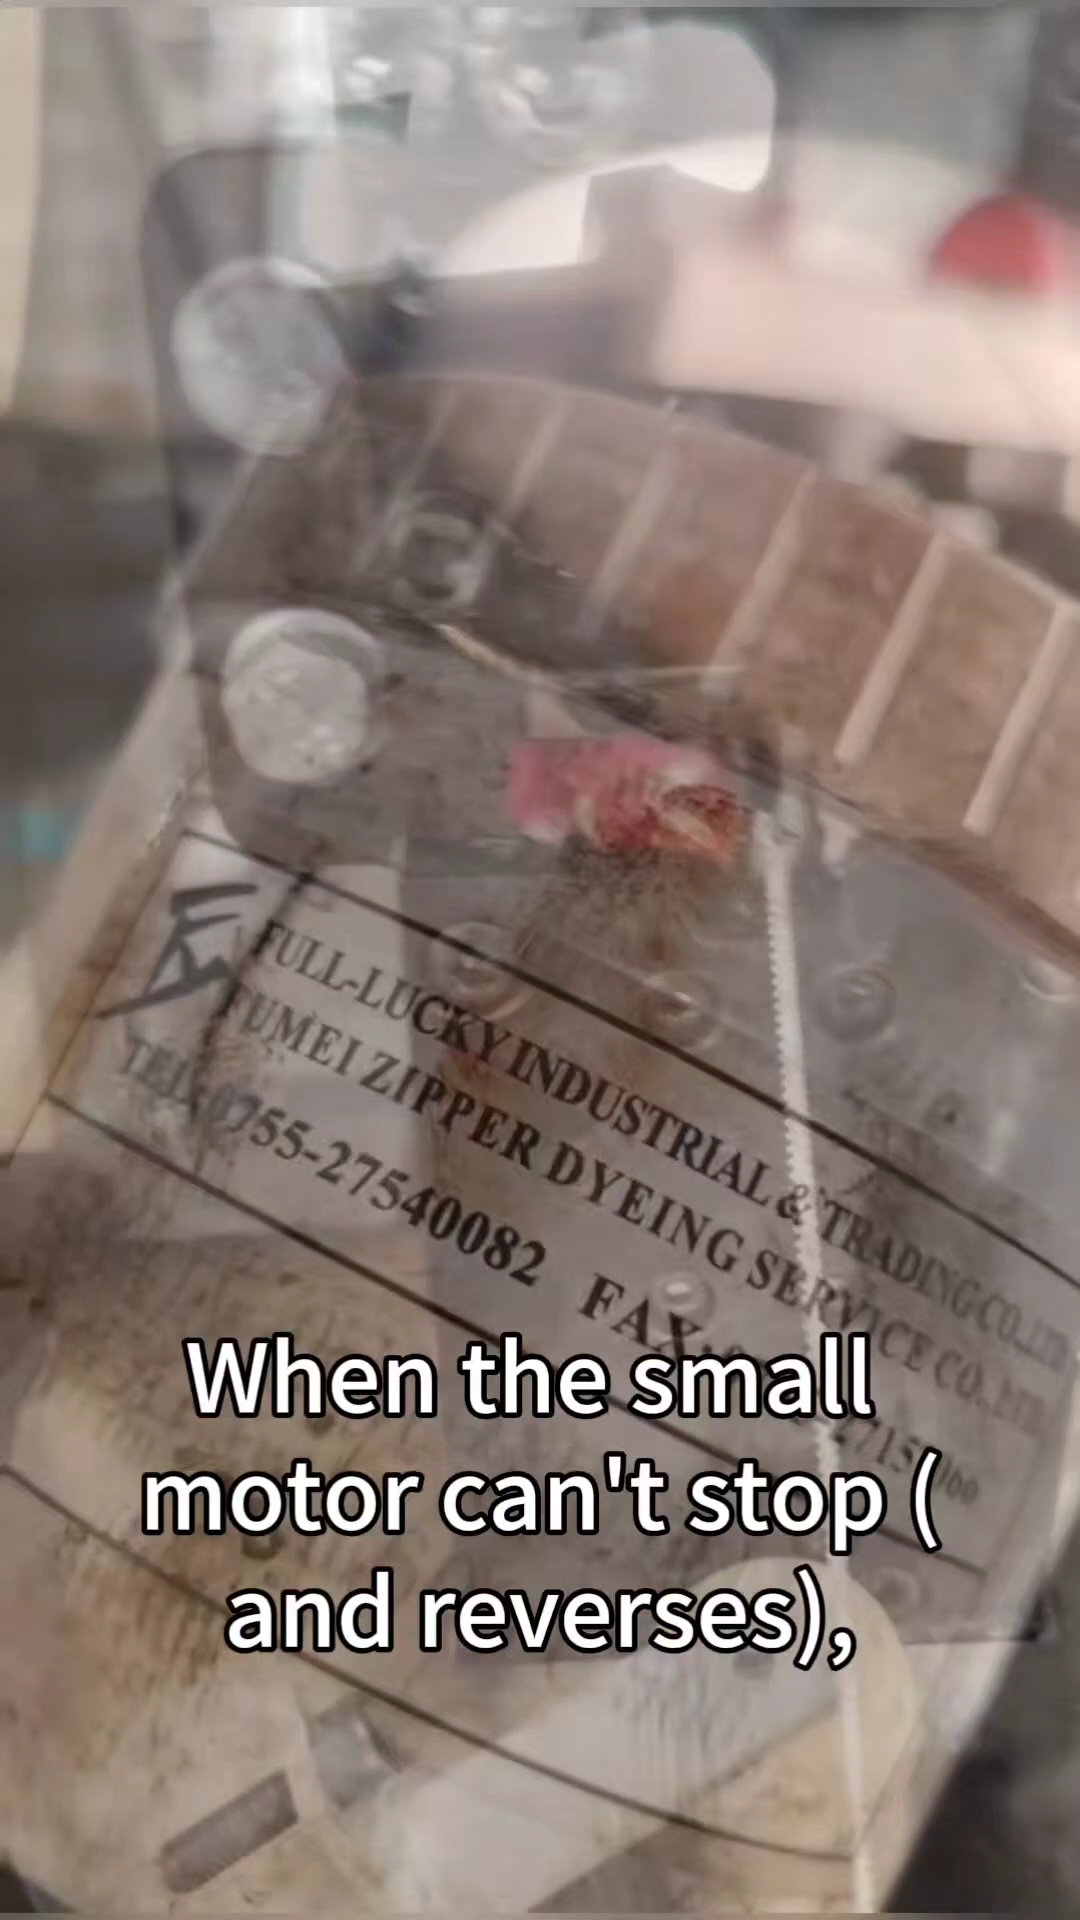 FULL-LUCKY INDUSTRIAL & TRADING CO.,LTD
FUMEI ZIPPER DYEING SERVICE CO.,LTD
TEL:0755-27540082 FAX:
When the small
motor can't stop (
and reverses),